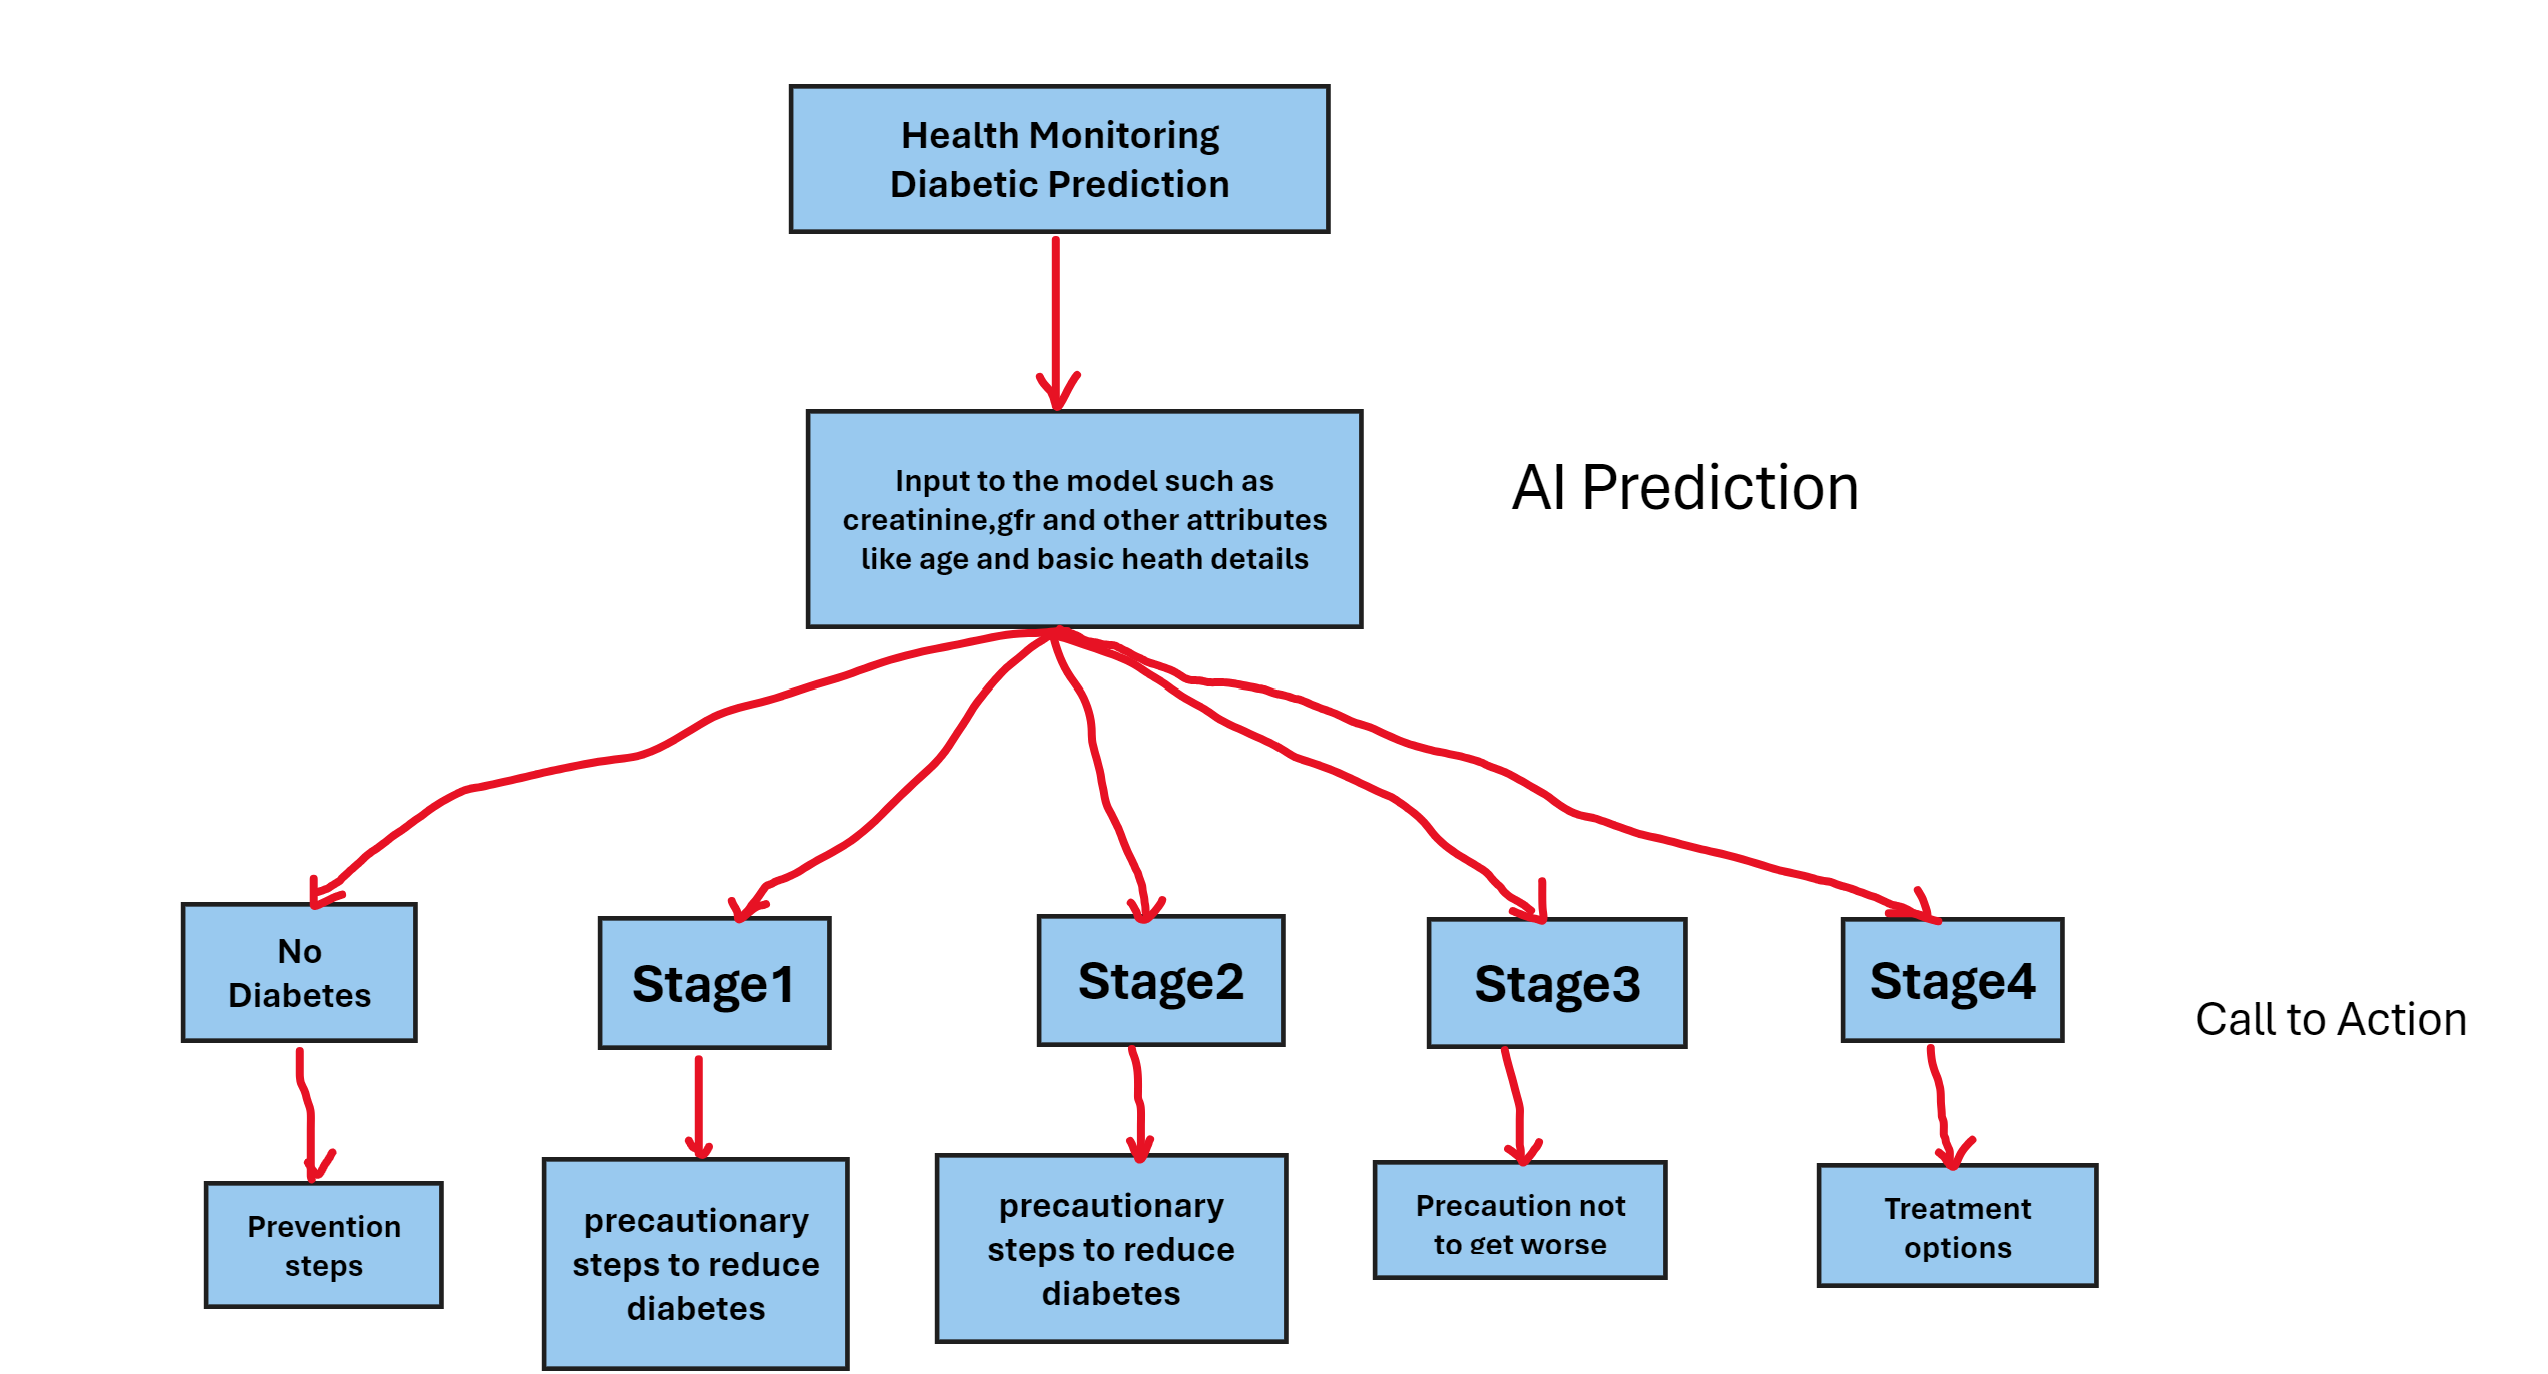 Health Monitoring
Diabetic Prediction
Input to the model such as
creatinine,gfr and other attributes
like age and basic heath details
AI Prediction
No
Diabetes
Stage1
Stage2
Stage3
Stage4
Call to Action
Prevention
steps
precautionary
steps to reduce
diabetes
precautionary
steps to reduce
diabetes
Precaution not
to get worse
Treatment
options